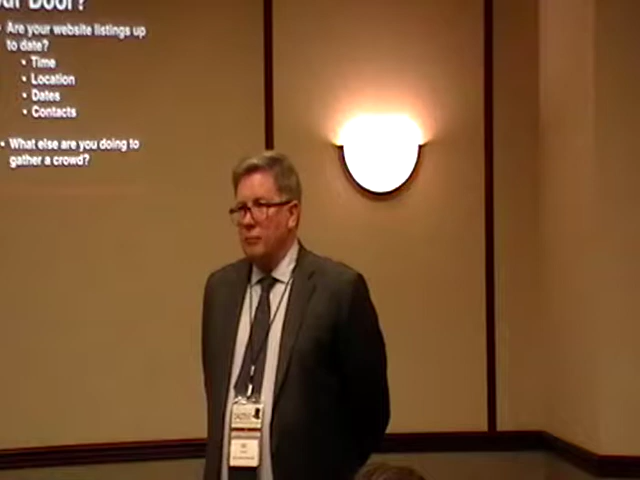 Door?
• Are your website listings up
to date?
• Time
• Location
• Dates
• Contacts
• What else are you doing to
gather a crowd?